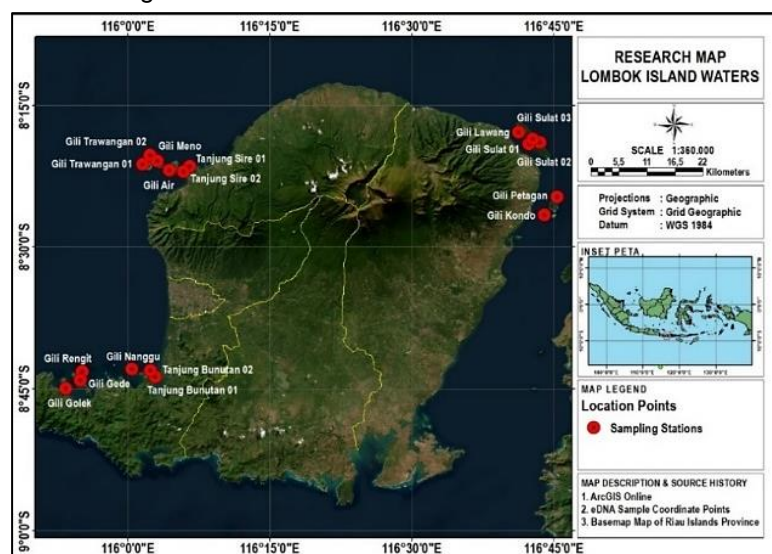 116°0'0"E
116°15'0"E
116°30'0"E
116°45'0"E
8°15'0"S
8°30'0"S
8°45'0"S
9°0'0"S
Gili Trawangan 02
Gili Meno
Gili Trawangan 01
Tanjung Sire 01
Gili Air
Tanjung Sire 02
Gili Sulat 03
Gili Lawang
Gili Sulat 01
Gili Sulat 02
Gili Petagan
Gili Kondo
Gili Rengit
Gili Nanggu
Tanjung Bunutan 02
Gili Gede
Tanjung Bunutan 01
Gili Golek
116°0'0"E
116°15'0"E
116°30'0"E
116°45'0"E
RESEARCH MAP
LOMBOK ISLAND WATERS
SCALE 1:360.000
0 5,5 11 16,5 22
Kilometers
Projections : Geographic
Grid System : Grid Geographic
Datum : WGS 1984
INSET PETA
MAP LEGEND
Location Points
Sampling Stations
MAP DESCRIPTION & SOURCE HISTORY
1. ArcGIS Online
2. eDNA Sample Coordinate Points
3. Basemap Map of Riau Islands Province